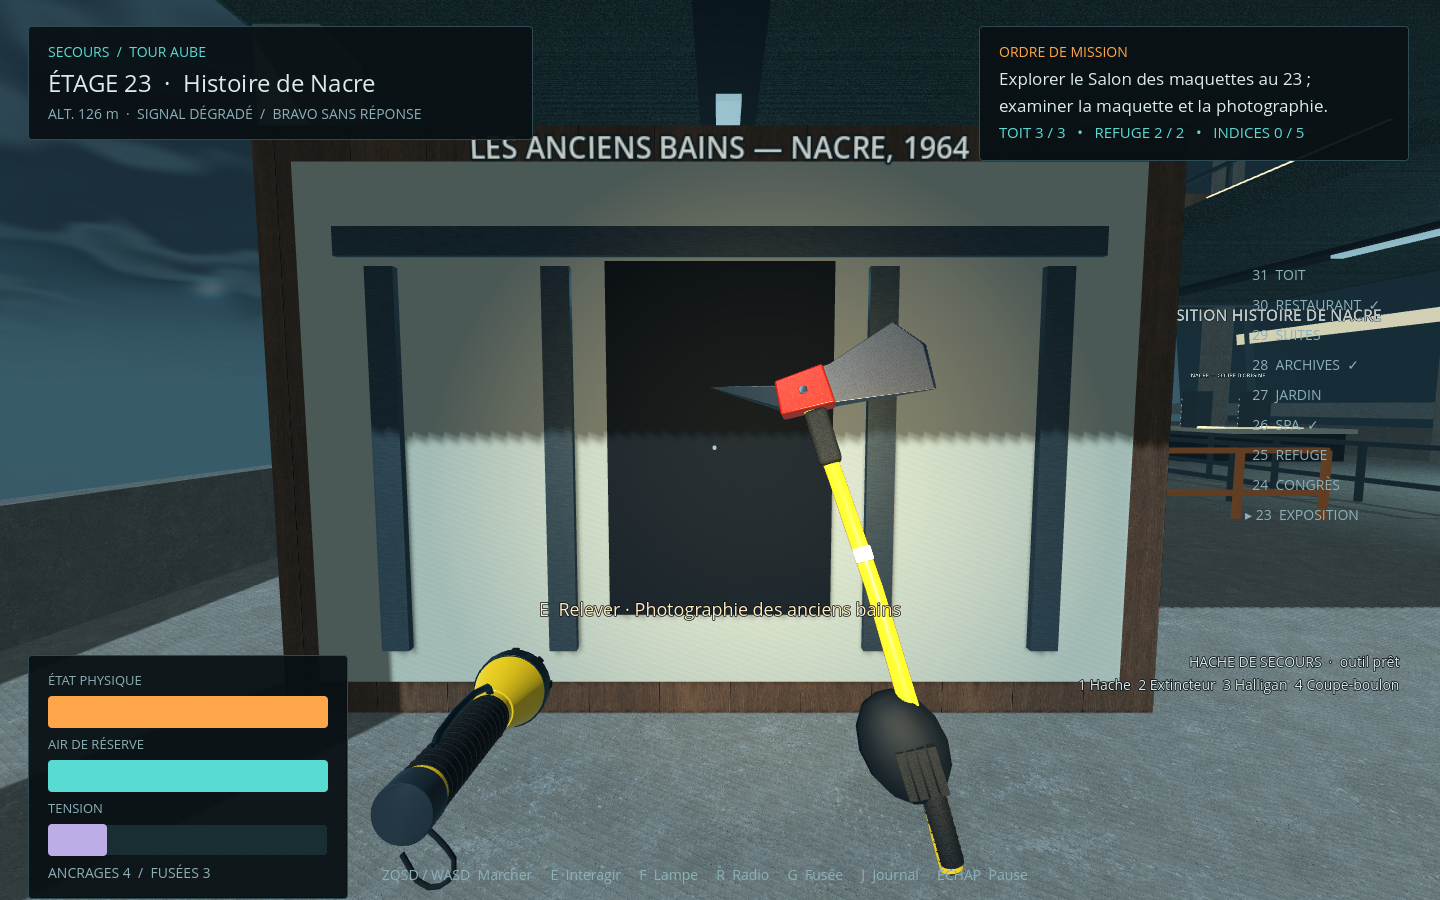 SECOURS / TOUR AUBE
ÉTAGE 23 · Histoire de Nacre
ALT. 126 m · SIGNAL DÉGRADÉ / BRAVO SANS RÉPONSE
ORDRE DE MISSION
Explorer le Salon des maquettes au 23 ;
examiner la maquette et la photographie.
TOIT 3 / 3 • REFUGE 2 / 2 • INDICES 0 / 5
LES ANCIENS BAINS — NACRE, 1964
31 TOIT
30 RESTAURANT ✓
SITION HISTOIRE DE NACRE
29 SUITES
28 ARCHIVES ✓
27 JARDIN
26 SPA ✓
25 REFUGE
24 CONGRÈS
▸ 23 EXPOSITION
E Relever · Photographie des anciens bains
HACHE DE SECOURS · outil prêt
1 Hache 2 Extincteur 3 Halligan 4 Coupe-boulon
ÉTAT PHYSIQUE
AIR DE RÉSERVE
TENSION
ANCRAGES 4 / FUSÉES 3
ZQSD / WASD Marcher E Interagir F Lampe R Radio G Fusée J Journal ÉCHAP Pause